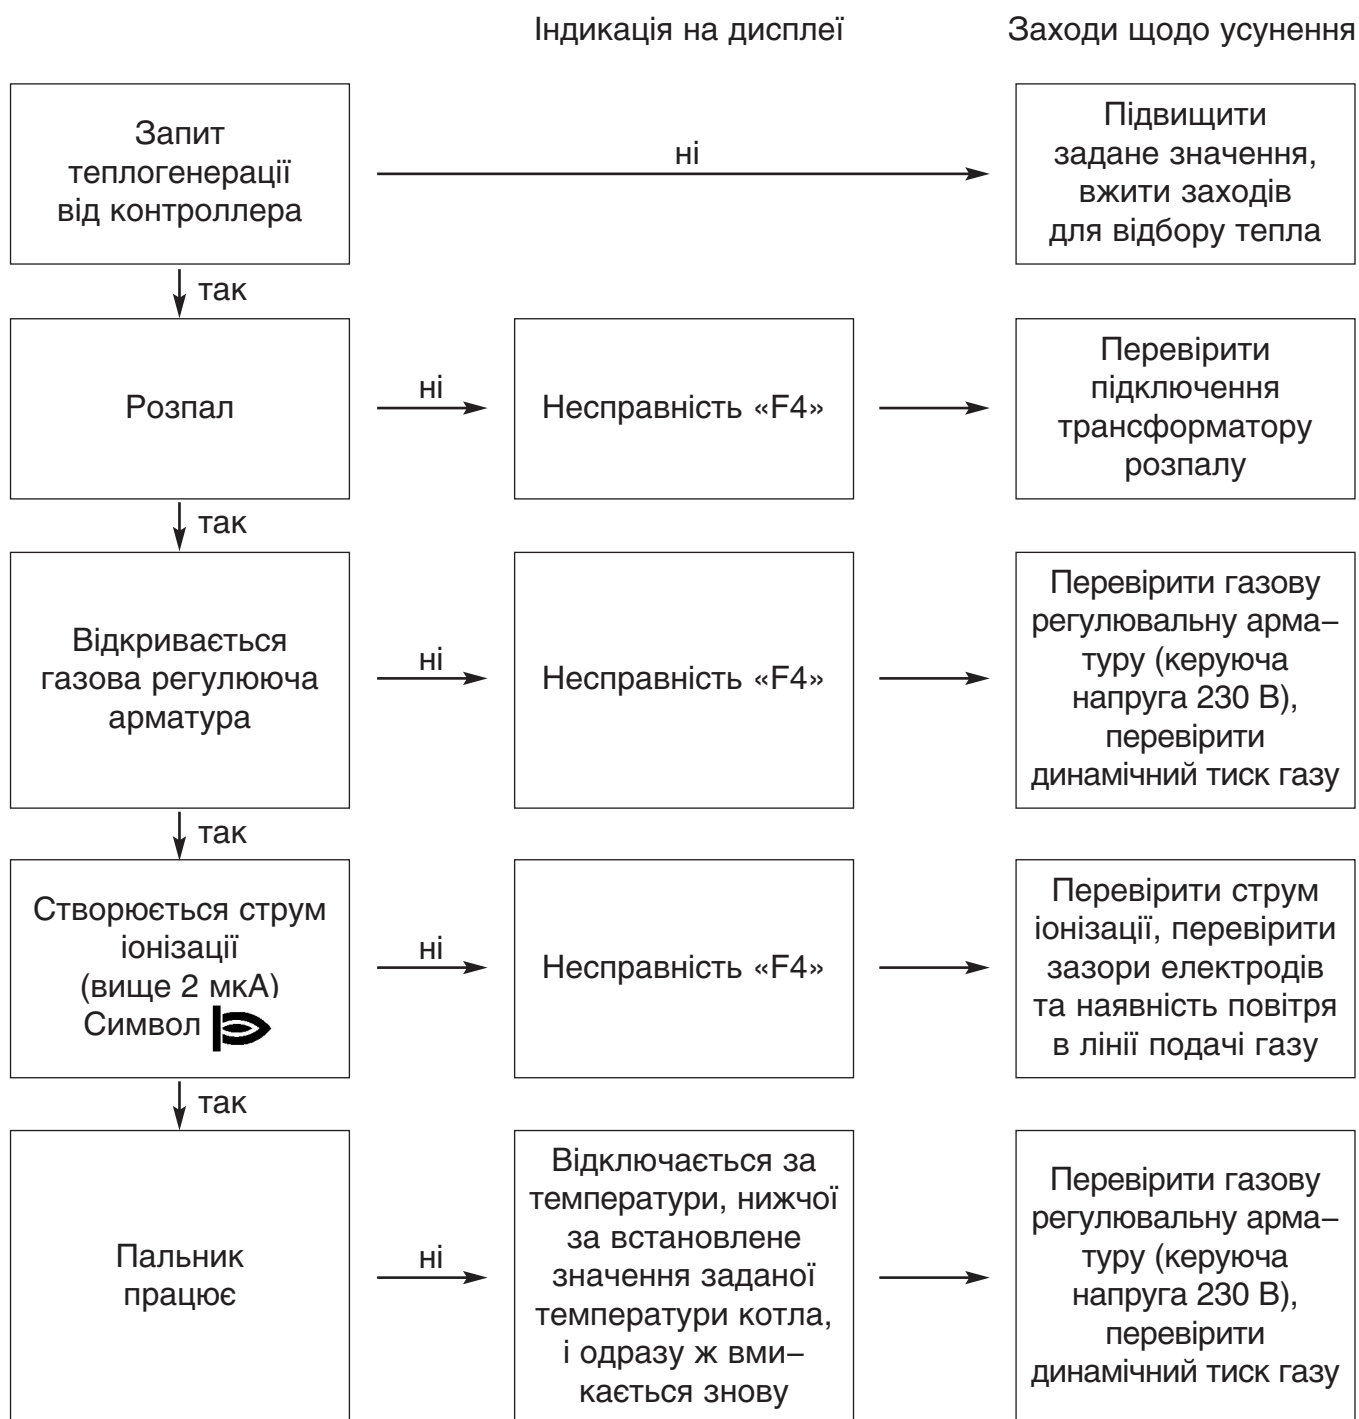 Індикація на дисплеї
Заходи щодо усунення
Запит
теплогенерації
від контроллера
ні
Підвищити
задане значення,
вжити заходів
для відбору тепла
так
Розпал
ні
Несправність «F4»
Перевірити
підключення
трансформатору
розпалу
так
Відкривається
газова регулююча
арматура
ні
Несправність «F4»
Перевірити газову
регулювальну арма–
туру (керуюча
напруга 230 В),
перевірити
динамічний тиск газу
так
Створюється струм
іонізації
(вище 2 мкА)
Символ
ні
Несправність «F4»
Перевірити струм
іонізації, перевірити
зазори електродів
та наявність повітря
в лінії подачі газу
так
Пальник
працює
ні
Відключається за
температури, нижчої
за встановлене
значення заданої
температури котла,
і одразу ж вми–
кається знову
Перевірити газову
регулювальну арма–
туру (керуюча
напруга 230 В),
перевірити
динамічний тиск газу